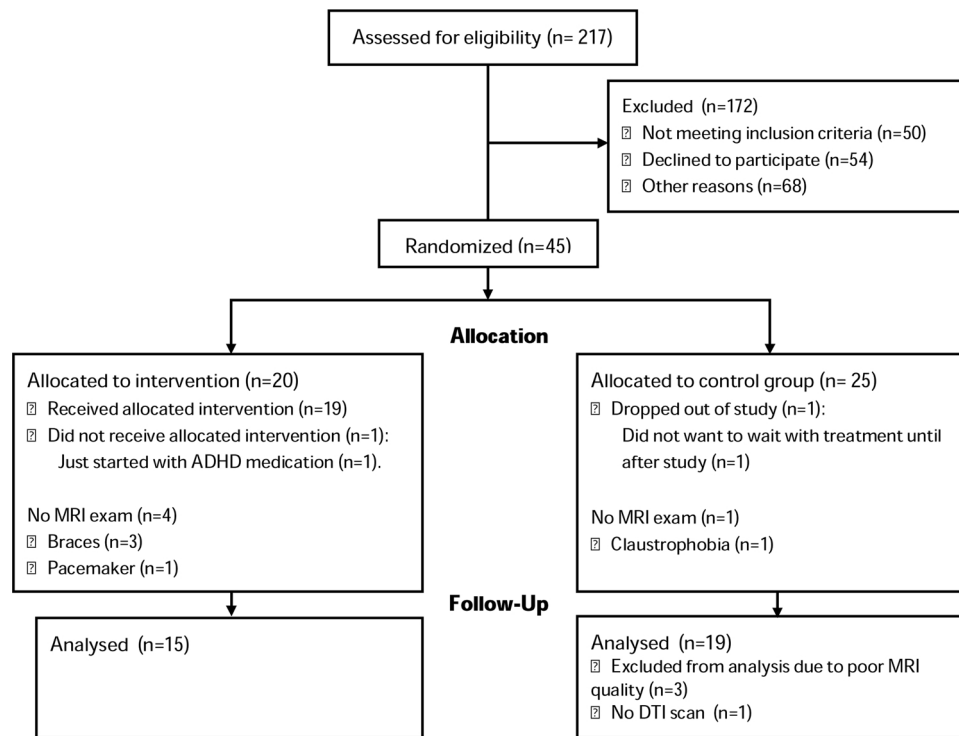 Assessed for eligibility (n= 217)
Excluded (n=172)
⍰ Not meeting inclusion criteria (n=50)
⍰ Declined to participate (n=54)
⍰ Other reasons (n=68)
Randomized (n=45)
Allocation
Allocated to intervention (n=20)
⍰ Received allocated intervention (n=19)
⍰ Did not receive allocated intervention (n=1):
Just started with ADHD medication (n=1).
No MRI exam (n=4)
⍰ Braces (n=3)
⍰ Pacemaker (n=1)
Allocated to control group (n= 25)
⍰ Dropped out of study (n=1):
Did not want to wait with treatment until
after study (n=1)
No MRI exam (n=1)
⍰ Claustrophobia (n=1)
Follow-Up
Analysed (n=15)
Analysed (n=19)
⍰ Excluded from analysis due to poor MRI
quality (n=3)
⍰ No DTI scan (n=1)